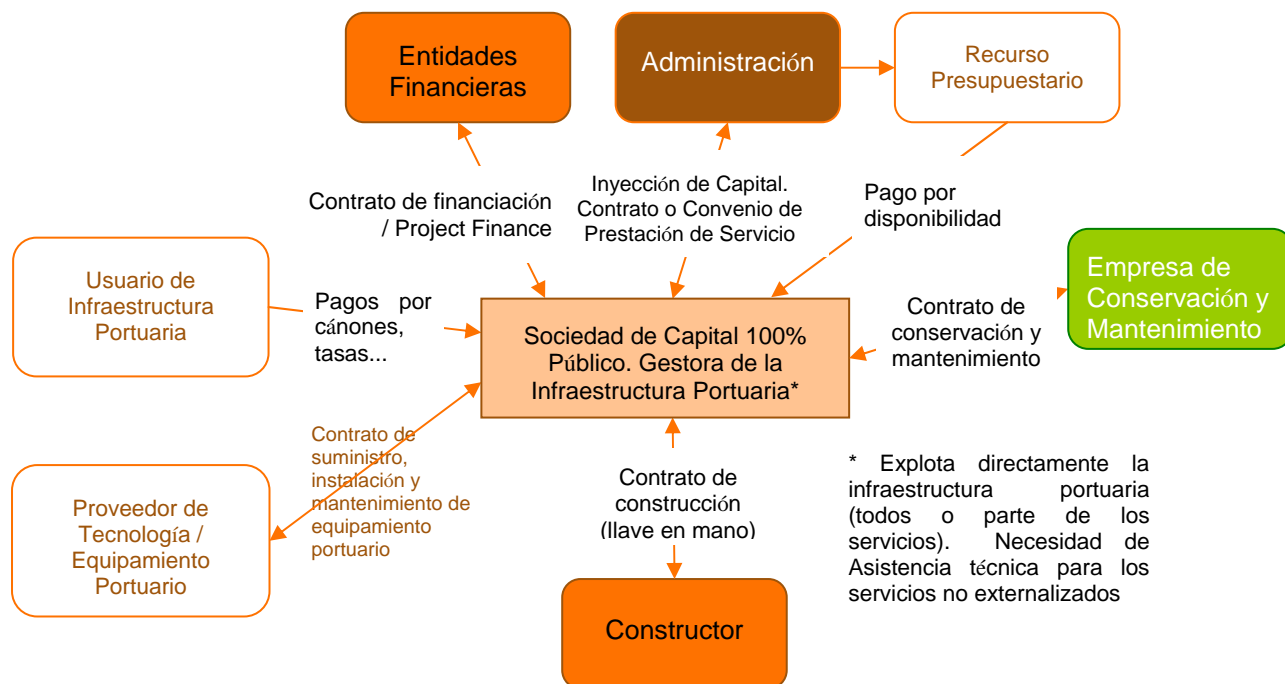 Entidades
Financieras
Administración
Recurso
Presupuestario
Contrato de financiación
/ Project Finance
Inyección de Capital.
Contrato o Convenio de
Prestación de Servicio
Pago por
disponibilidad
Usuario de
Infraestructura
Portuaria
Pagos por
cánones,
tasas...
Sociedad de Capital 100%
Público. Gestora de la
Infraestructura Portuaria*
Contrato de
conservación y
mantenimiento
Empresa de
Conservación y
Mantenimiento
Proveedor de
Tecnología /
Equipamiento
Portuario
Contrato de
suministro,
instalación y
mantenimiento de
equipamiento
portuario
Contrato de
construcción
(llave en mano)
* Explota directamente la
infraestructura portuaria
(todos o parte de los
servicios). Necesidad de
Asistencia técnica para los
servicios no externalizados
Constructor